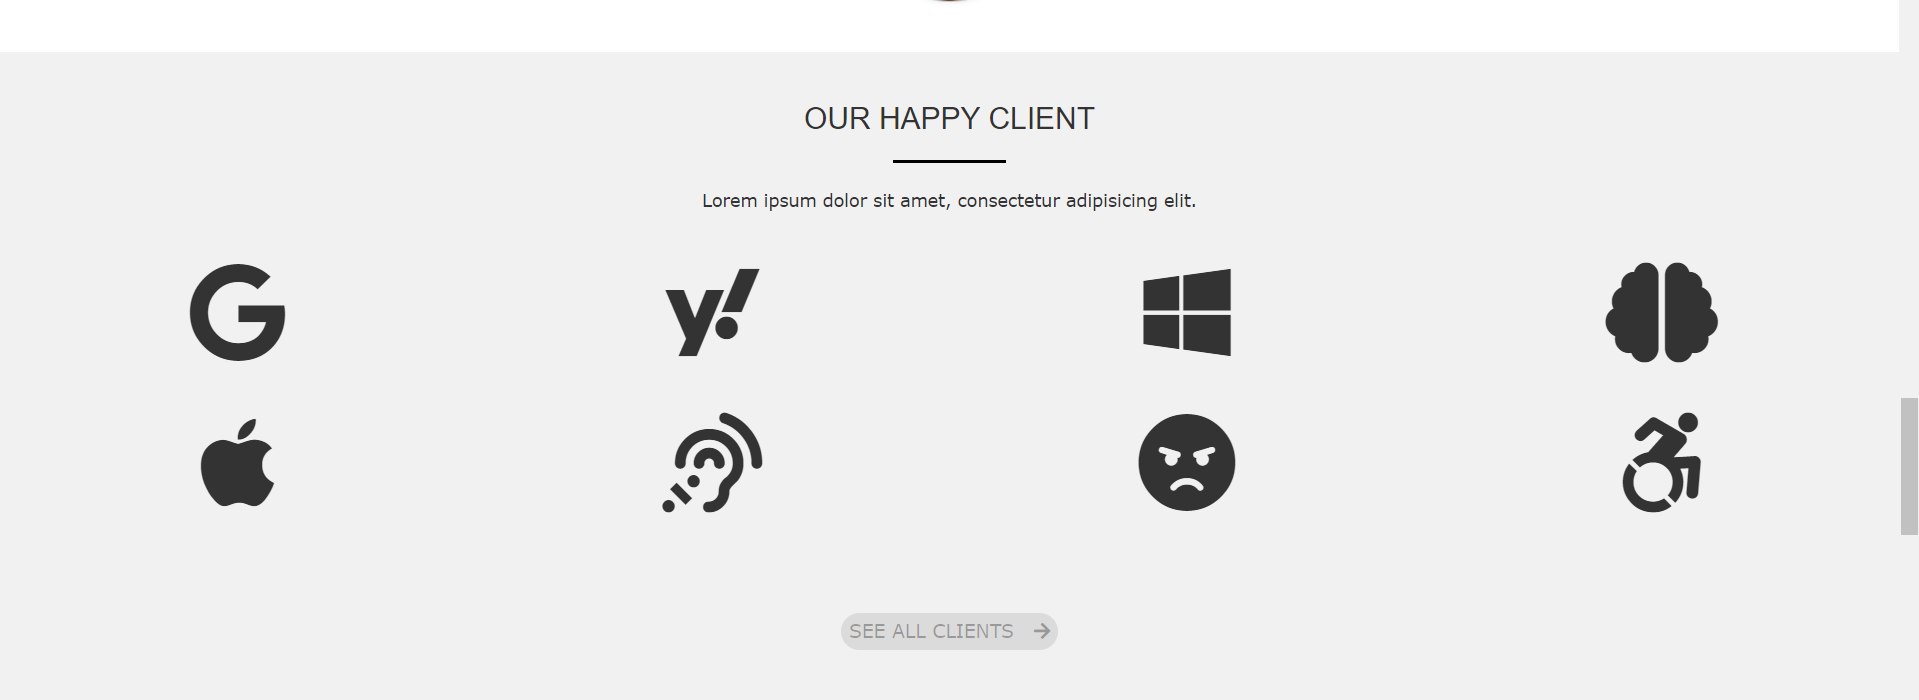 OUR HAPPY CLIENT
Lorem ipsum dolor sit amet, consectetur adipisicing elit.
SEE ALL CLIENTS